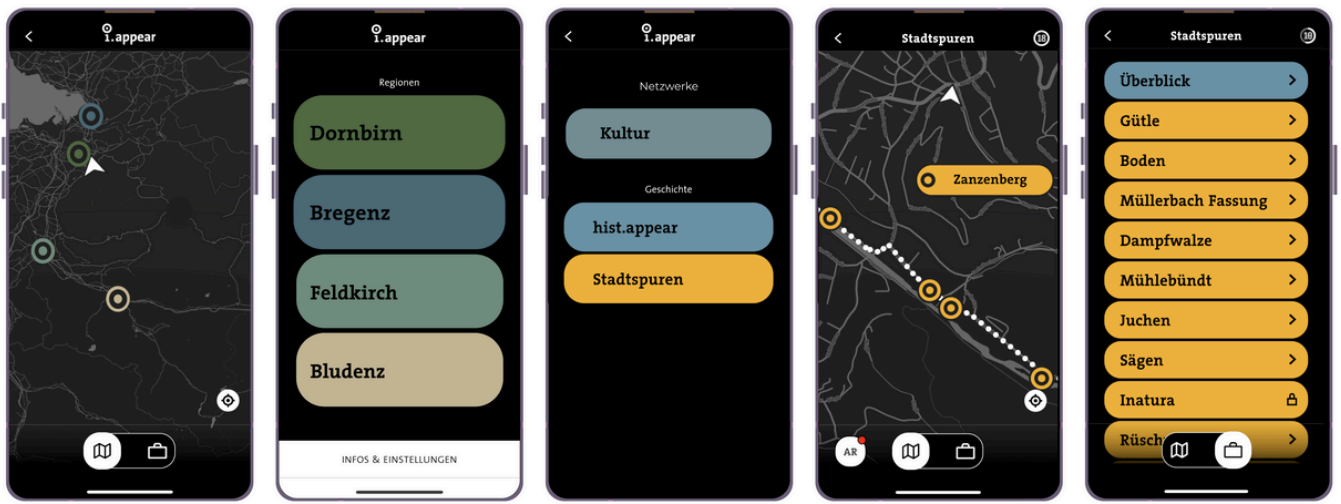 i.appear
i.appear
Regionen
Dornbirn
Bregenz
Feldkirch
Bludenz
INFOS & EINSTELLUNGEN
i.appear
Netzwerke
Kultur
Geschichte
hist.appear
Stadtspuren
Stadtspuren
18
Zanzenberg
AR
Stadtspuren
18
Überblick
Gütle
Boden
Müllerbach Fassung
Dampfwalze
Mühlebündt
Juchen
Sägen
Inatura
Rüsch